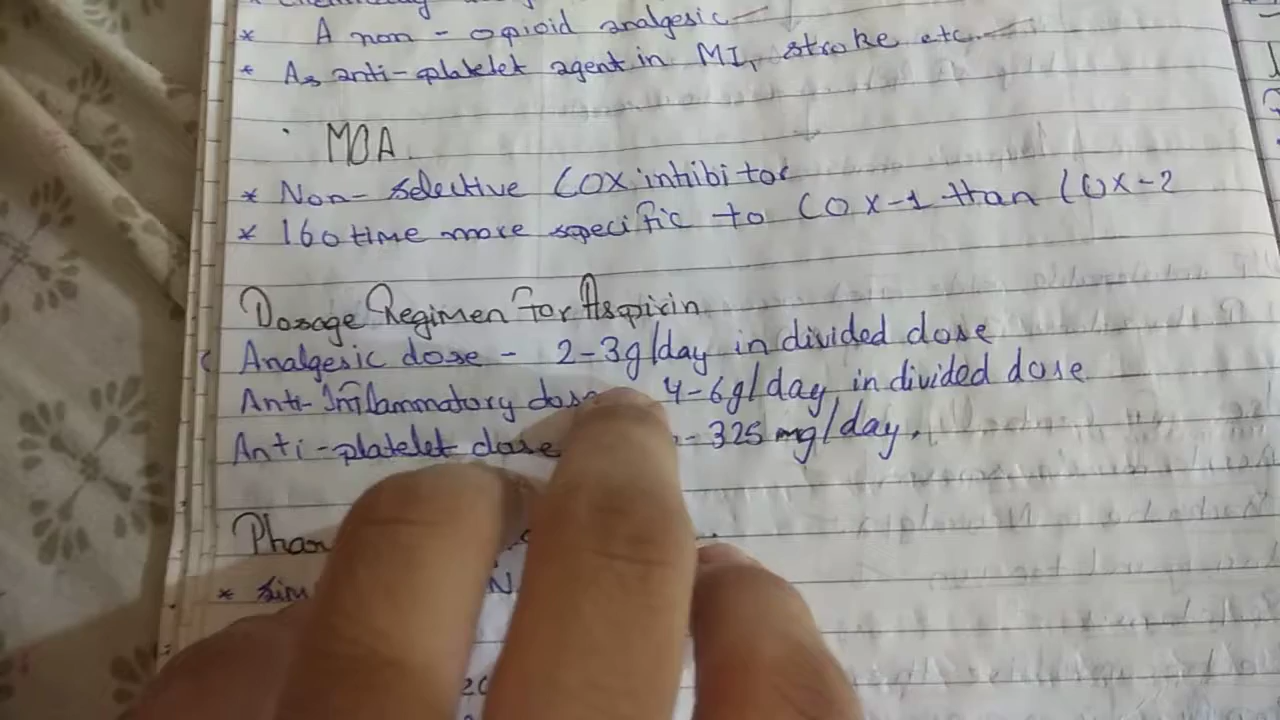 * A non-opioid analgesic
* As anti-platelet agent in MI, stroke etc.
MOA
* Non-selective COX inhibitor
* 160 time more specific to COX-1 than COX-2
Dosage Regimen for Aspirin
Analgesic dose - 2-3g/day in divided dose
Anti-Inflammatory dose 4-6g/day in divided dose
Anti-platelet dose - 325 mg/day.